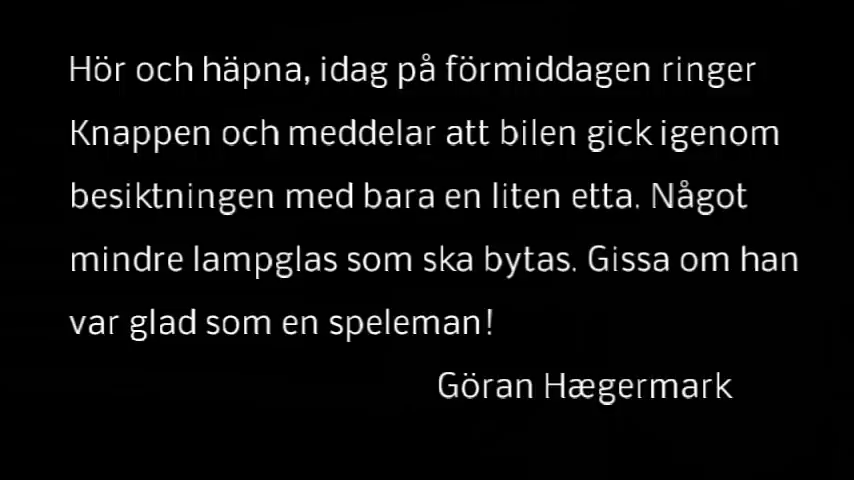 Hör och häpna, idag på förmiddagen ringer
Knappen och meddelar att bilen gick igenom
besiktningen med bara en liten etta. Något
mindre lampglas som ska bytas. Gissa om han
var glad som en speleman!
Göran Hægermark